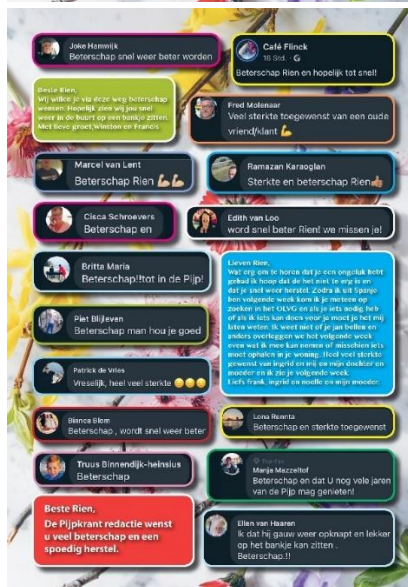 Joke Hamwijk
Beterschap snel weer beter worden
Café Flinck
16 Std. ·
Beterschap Rien en hopelijk tot snel!
Beste Rien,
Wij willen je via deze weg beterschap
wensen. Hopelijk zien wij jou snel
weer in de buurt op een bankje zitten.
Met lieve groet,Winston en Francis
Fred Molenaar
Veel sterkte toegewenst van een oude
vriend/klant 💪
Marcel van Lent
Beterschap Rien 💪💪
Ramazan Karaoglan
Sterkte en beterschap Rien👍
Cisca Schroevers
Beterschap en
Edith van Loo
word snel beter Rien! we missen je!
Britta Maria
Beterschap!!tot in de Pijp!
Lieven Rien,
Wat erg om te horen dat je een ongeluk hebt
gehad ik hoop dat de het niet te erg is en
dat je snel weer herstel. Zodra ik uit Spanje
ben volgende week kom ik je meteen op
zoeken in het OLVG en als je iets nodig heb
of als ik iets kan doen voor je moet je het mij
laten weten. Ik weet niet of je kan bellen en
anders overleggen we het volgende week
even wat ik mee kan nemen of misschien iets
moet ophalen in je woning. Heel veel sterkte
gewenst van ingrid en mij en mijn dochter en
moeder en ik zie je volgende week.
Liefs frank, ingrid en noelle en mijn moeder.
Piet Blijleven
Beterschap man hou je goed
Patrick de Vries
Vreselijk, heel veel sterkte
Bianca Blom
Beterschap , wordt snel weer beter
Lona Rennta
Beterschap en sterkte toegewenst
Truus Binnendijk-heinsius
Beterschap
Top-fan
Manja Mazzeltof
Beterschap en dat U nog vele jaren
van de Pijp mag genieten!
Beste Rien,
De Pijpkrant redactie wenst
u veel beterschap en een
spoedig herstel.
Ellen van Haaren
Ik dat hij gauw weer opknapt en lekker
op het bankje kan zitten .
Beterschap.!!